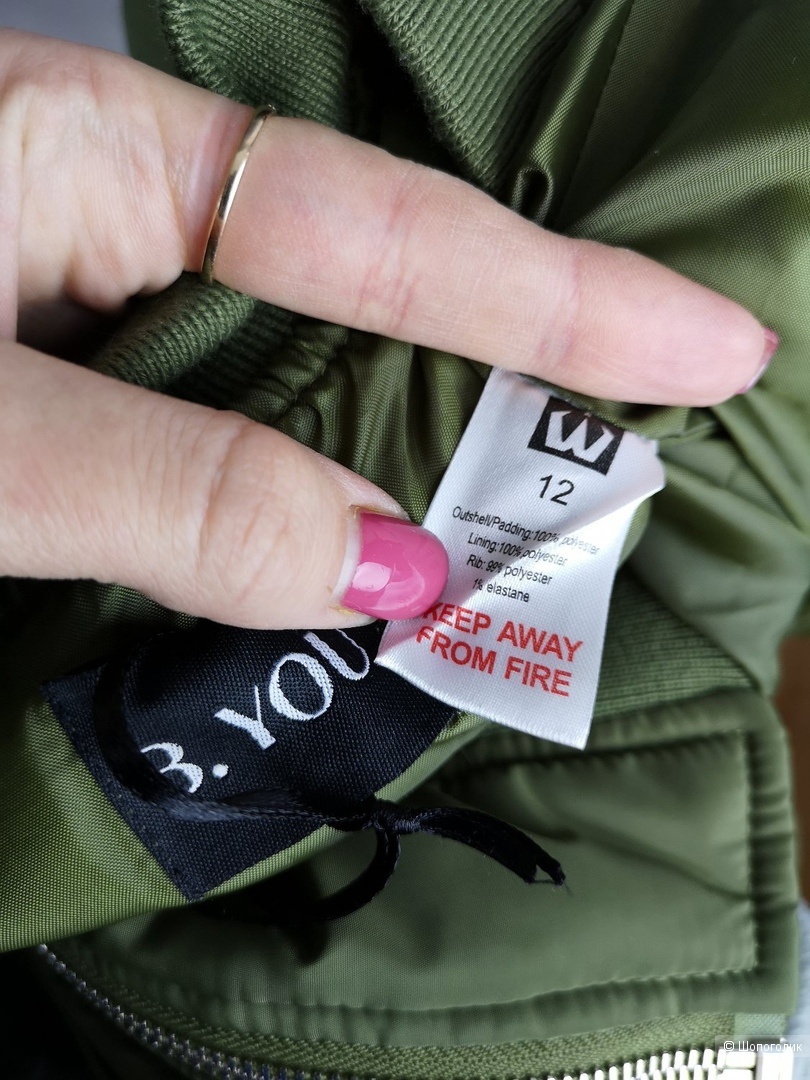 W
12
Outshell/Padding:100% polyester
Lining:100% polyester
Rib: 99% polyester
1% elastane
KEEP AWAY
FROM FIRE
B. YOU
© Шопоголик